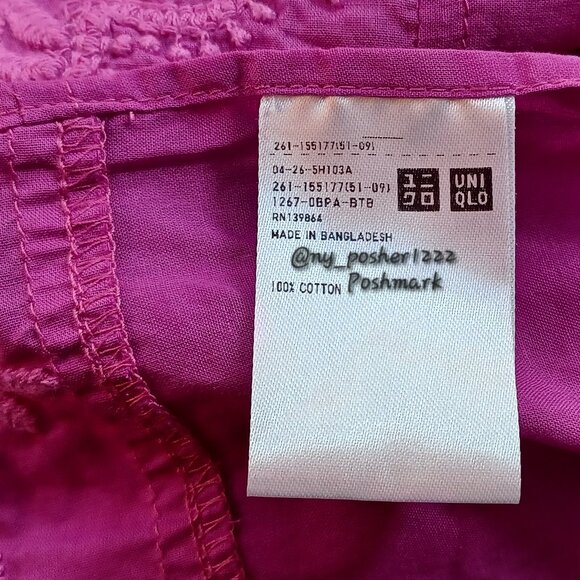 261-155177(51-09)
04-26-5H103A
261-155177(51-09)
1267-0BPA-BTB
RN139864
MADE IN BANGLADESH
ユニ
クロ
UNI
QLO
@ny_posher1222
Poshmark
100% COTTON